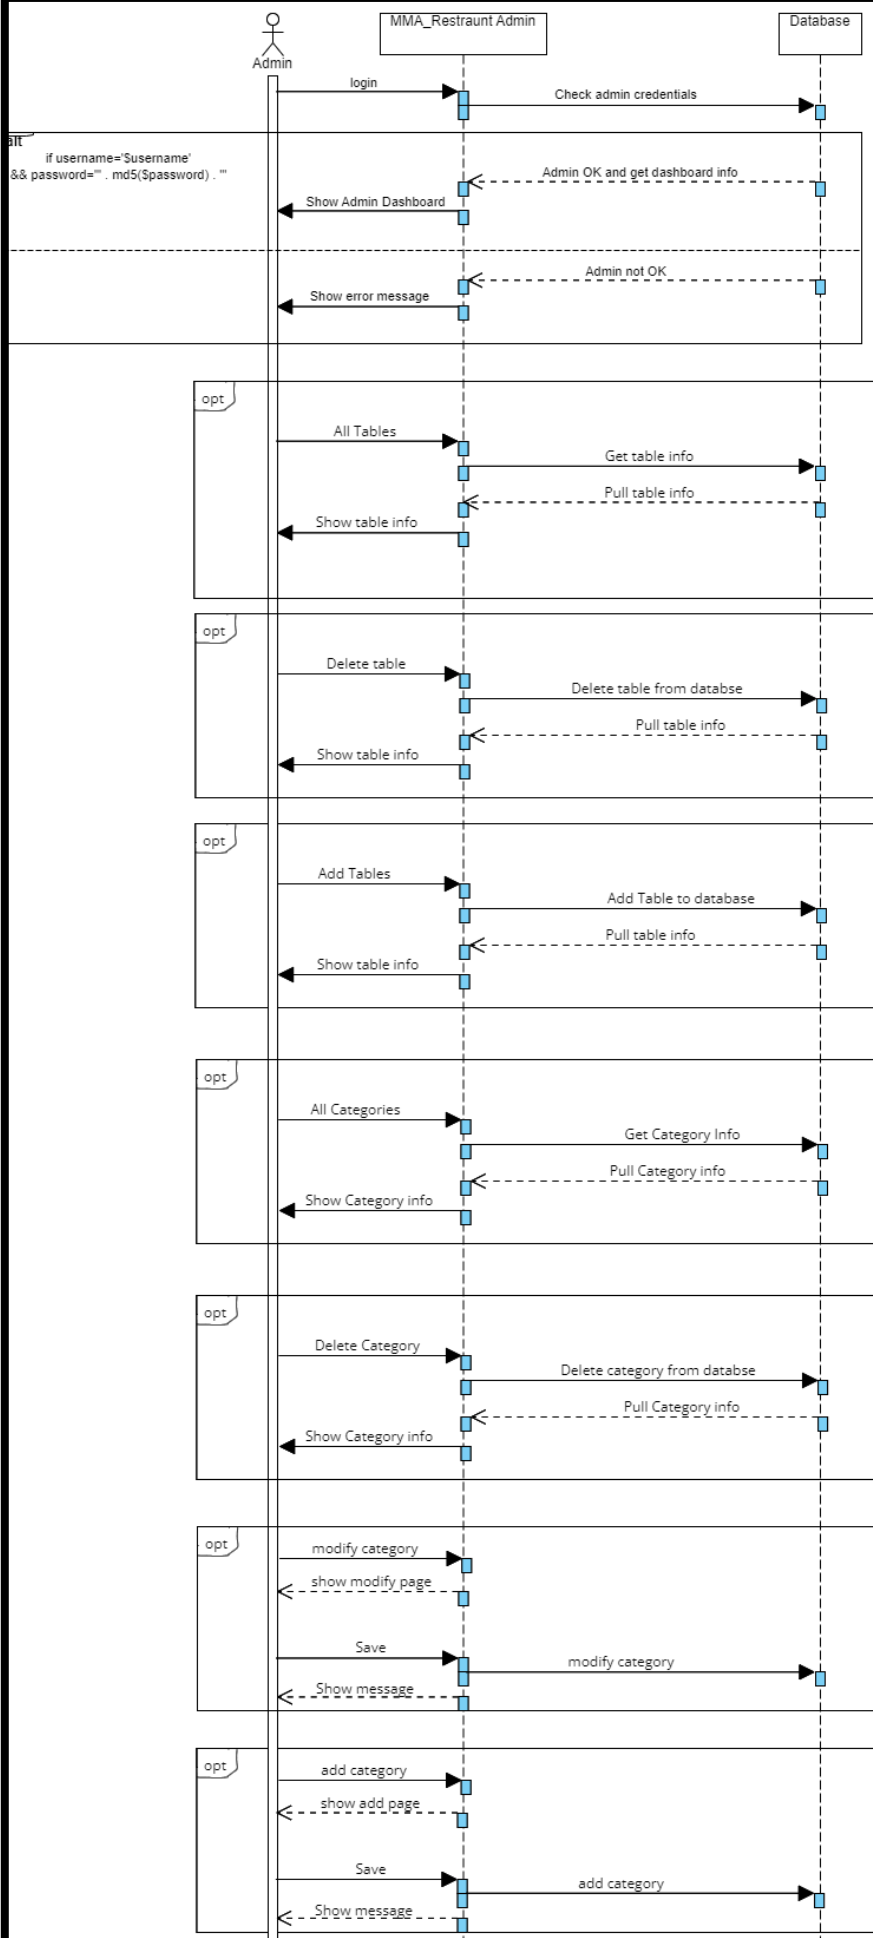 MMA_Restraunt Admin
Database
Admin
login
Check admin credentials
alt
if username='$username'
&& password='" . md5($password) . "'
Admin OK and get dashboard info
Show Admin Dashboard
Admin not OK
Show error message
opt
All Tables
Get table info
Pull table info
Show table info
opt
Delete table
Delete table from databse
Pull table info
Show table info
opt
Add Tables
Add Table to database
Pull table info
Show table info
opt
All Categories
Get Category Info
Pull Category info
Show Category info
opt
Delete Category
Delete category from databse
Pull Category info
Show Category info
opt
modify category
show modify page
Save
modify category
Show message
opt
add category
show add page
Save
add category
Show message